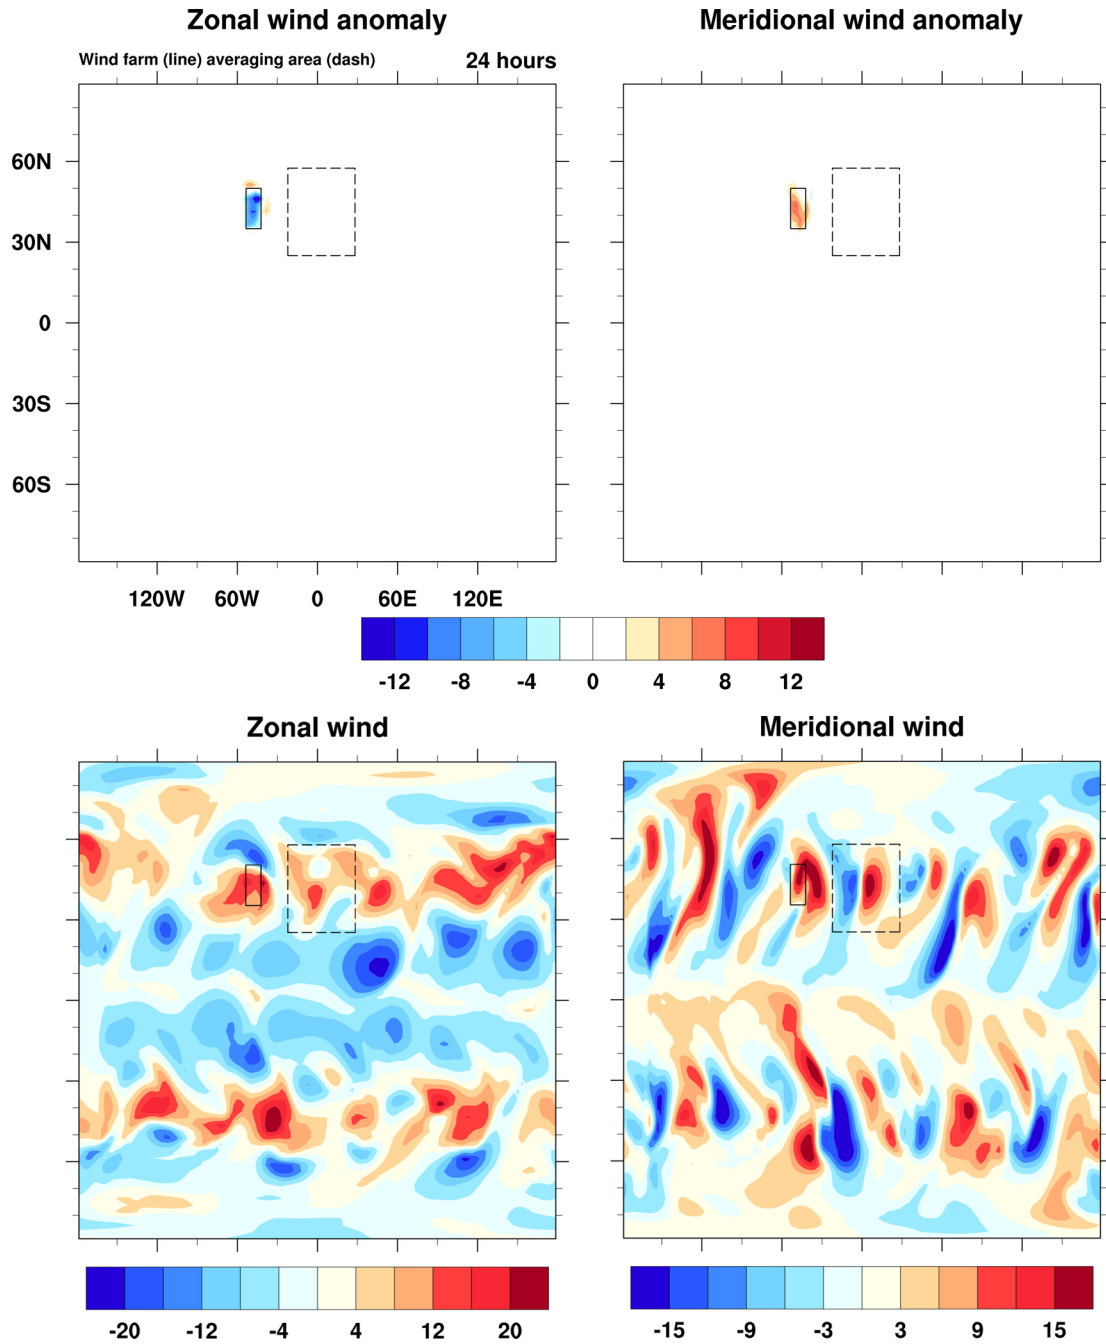 Zonal wind anomaly
Meridional wind anomaly
Wind farm (line) averaging area (dash)
24 hours
60N
30N
0
30S
60S
120W 60W 0 60E 120E
-12 -8 -4 0 4 8 12
Zonal wind
Meridional wind
-20 -12 -4 4 12 20
-15 -9 -3 3 9 15